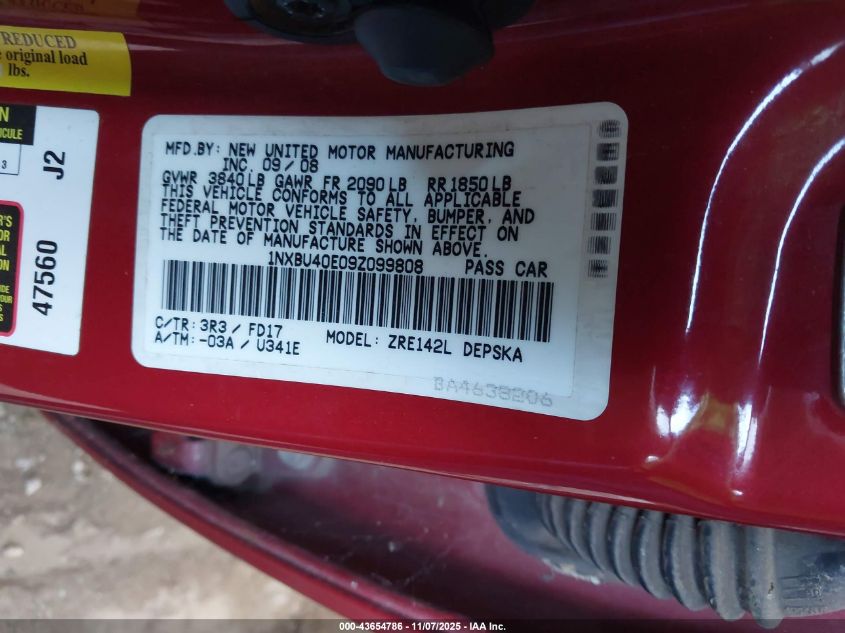 REDUCED
e original load
lbs.
N
ICULE
3
J2
47560
MFD.BY: NEW UNITED MOTOR MANUFACTURING
INC. 09/08
GVWR 3840LB GAWR FR 2090LB RR1850LB
THIS VEHICLE CONFORMS TO ALL APPLICABLE
FEDERAL MOTOR VEHICLE SAFETY, BUMPER, AND
THEFT PREVENTION STANDARDS IN EFFECT ON
THE DATE OF MANUFACTURE SHOWN ABOVE.
1NXBU40E09Z099808 PASS CAR
C/TR: 3R3 / FD17
A/TM: -03A / U341E MODEL: ZRE142L DEPSKA
BA4638206
000-43654786 - 11/07/2025 - IAA Inc.